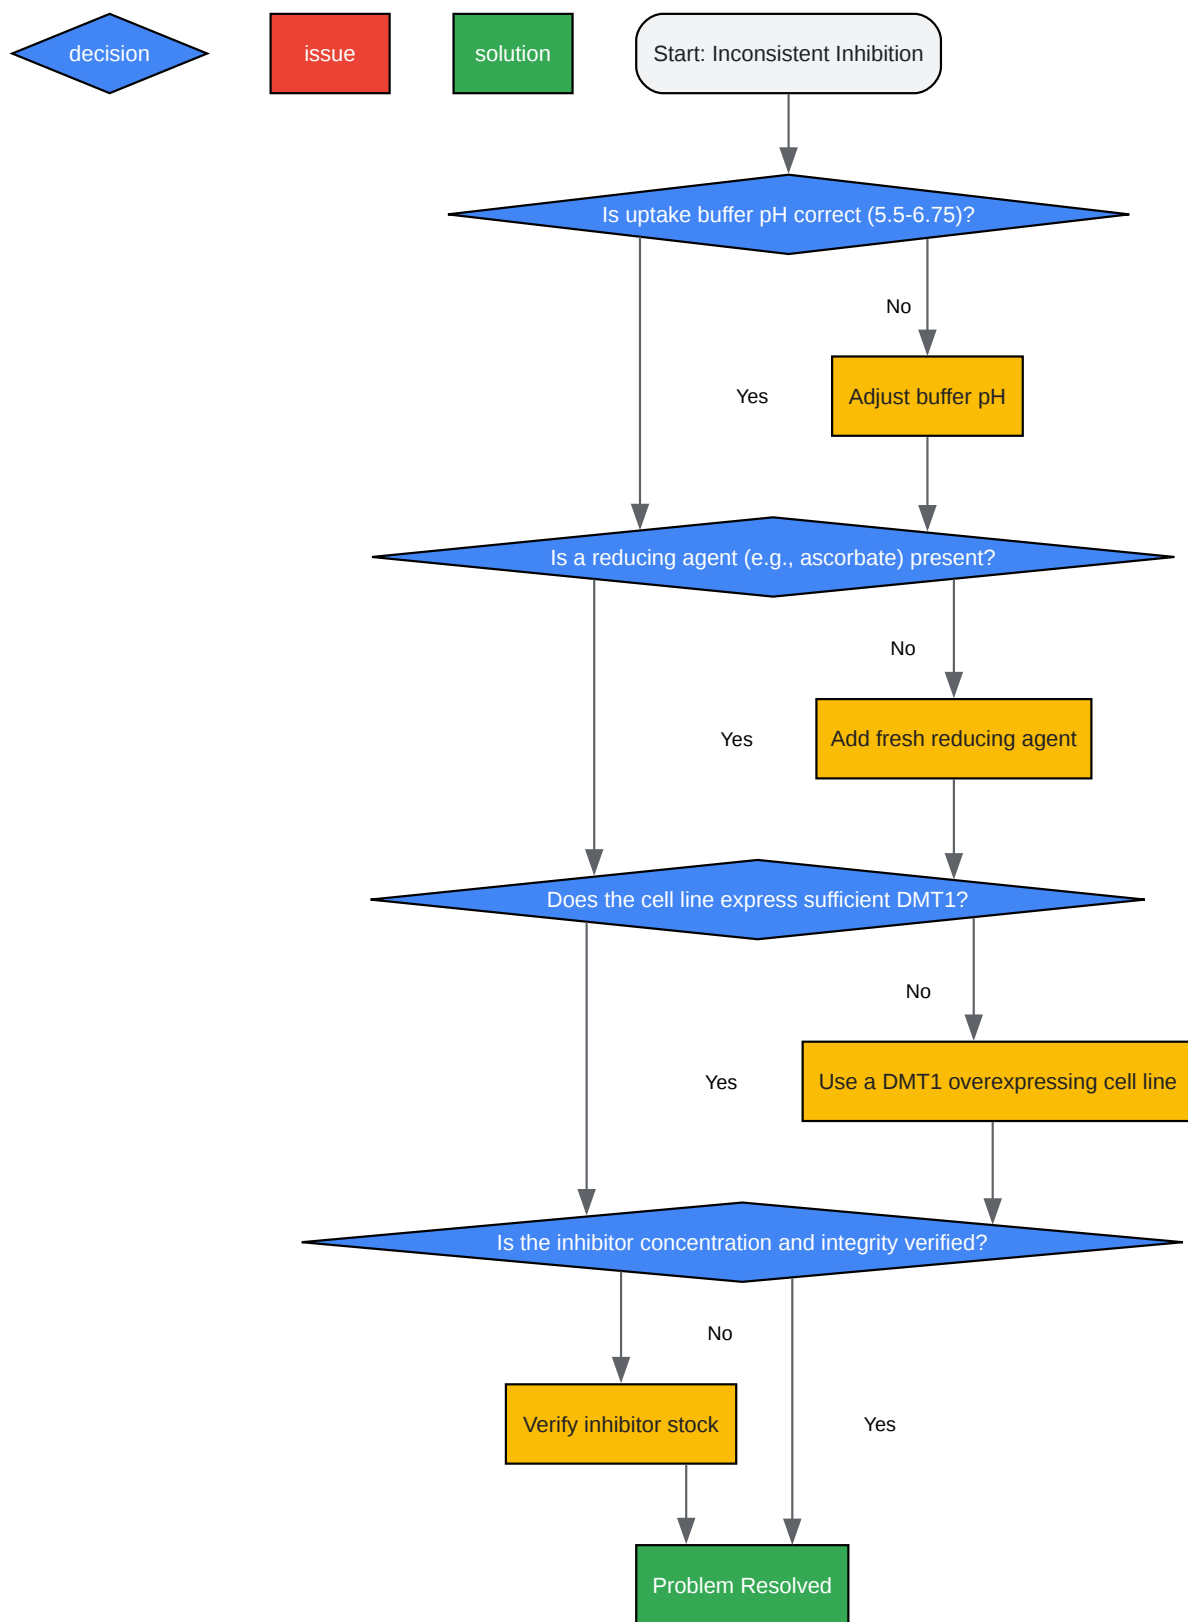 decision
issue
solution
Start: Inconsistent Inhibition
Is uptake buffer pH correct (5.5-6.75)?
No
Yes
Adjust buffer pH
Is a reducing agent (e.g., ascorbate) present?
No
Yes
Add fresh reducing agent
Does the cell line express sufficient DMT1?
No
Yes
Use a DMT1 overexpressing cell line
Is the inhibitor concentration and integrity verified?
No
Verify inhibitor stock
Yes
Problem Resolved